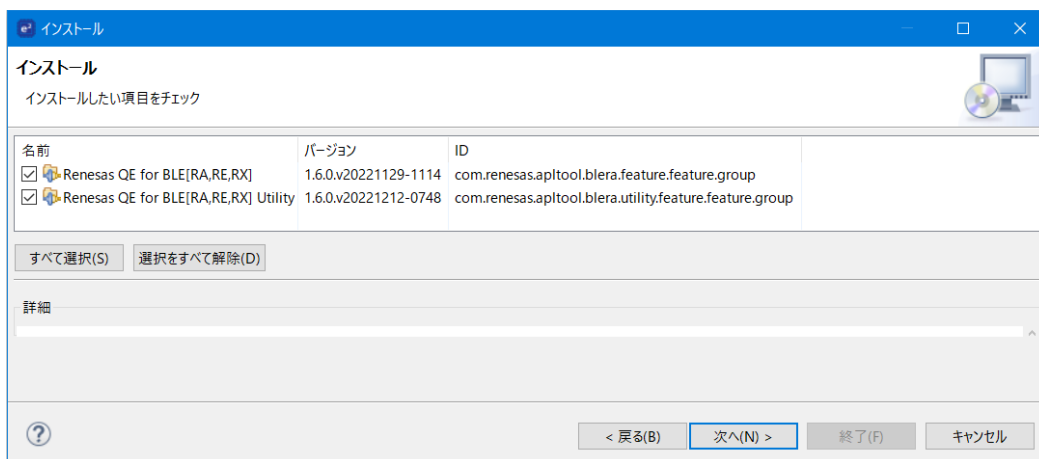 e² インストール
インストール
インストールしたい項目をチェック
名前 バージョン ID
Renesas QE for BLE[RA,RE,RX] 1.6.0.v20221129-1114 com.renesas.apltool.blera.feature.feature.group
Renesas QE for BLE[RA,RE,RX] Utility 1.6.0.v20221212-0748 com.renesas.apltool.blera.utility.feature.feature.group
すべて選択(S) 選択をすべて解除(D)
詳細
? < 戻る(B) 次へ(N) > 終了(F) キャンセル